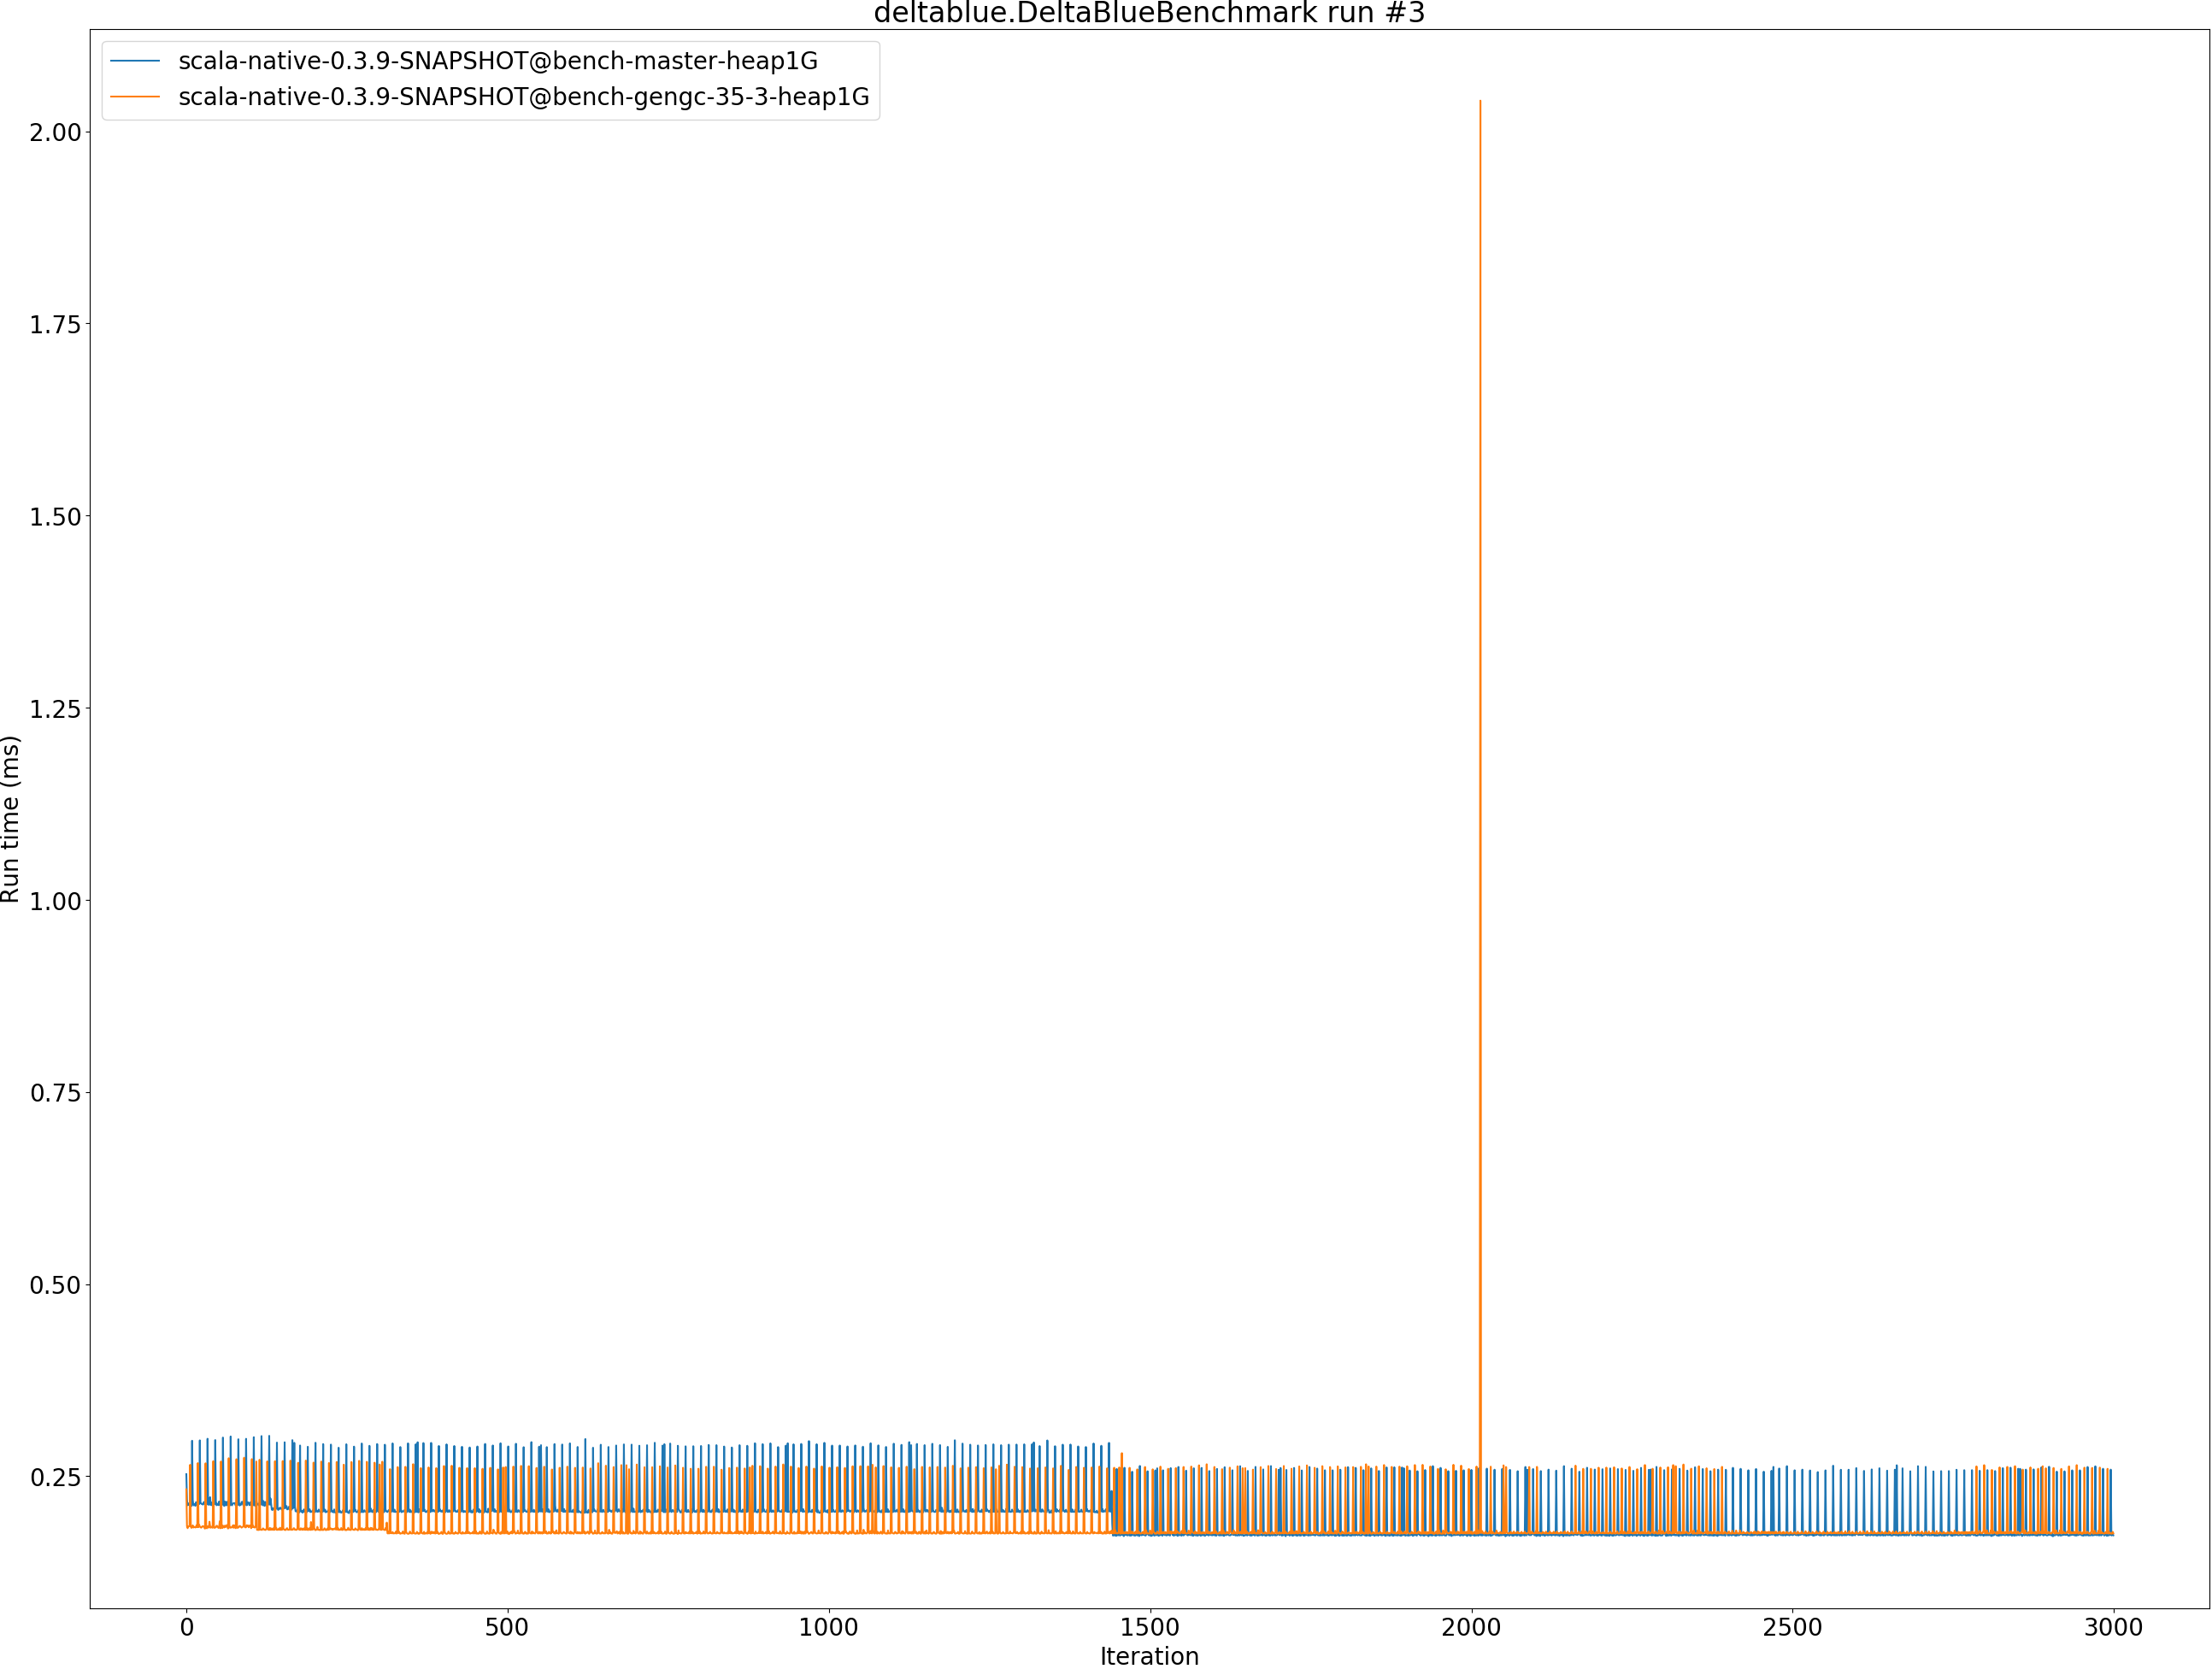 deltablue.DeltaBlueBenchmark run #3
scala-native-0.3.9-SNAPSHOT@bench-master-heap1G
scala-native-0.3.9-SNAPSHOT@bench-gengc-35-3-heap1G
2.00
1.75
1.50
1.25
1.00
0.75
0.50
0.25
Run time (ms)
0 500 1000 1500 2000 2500 3000
Iteration